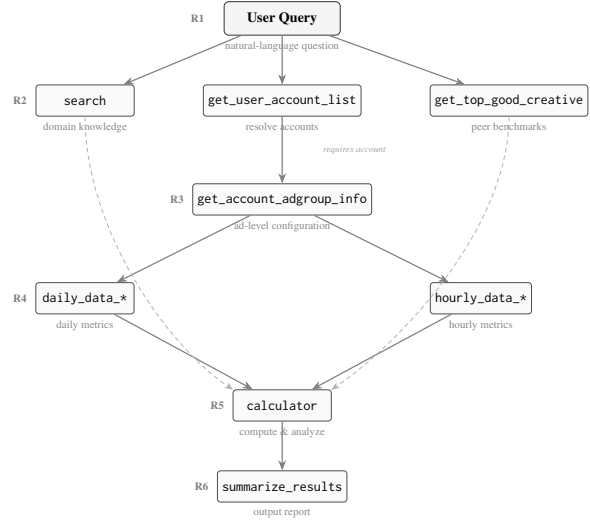 R1 User Query
natural-language question
R2 search get_user_account_list get_top_good_creative
domain knowledge resolve accounts peer benchmarks
requires account
R3 get_account_adgroup_info
ad-level configuration
R4 daily_data_* hourly_data_*
daily metrics hourly metrics
R5 calculator
compute & analyze
R6 summarize_results
output report